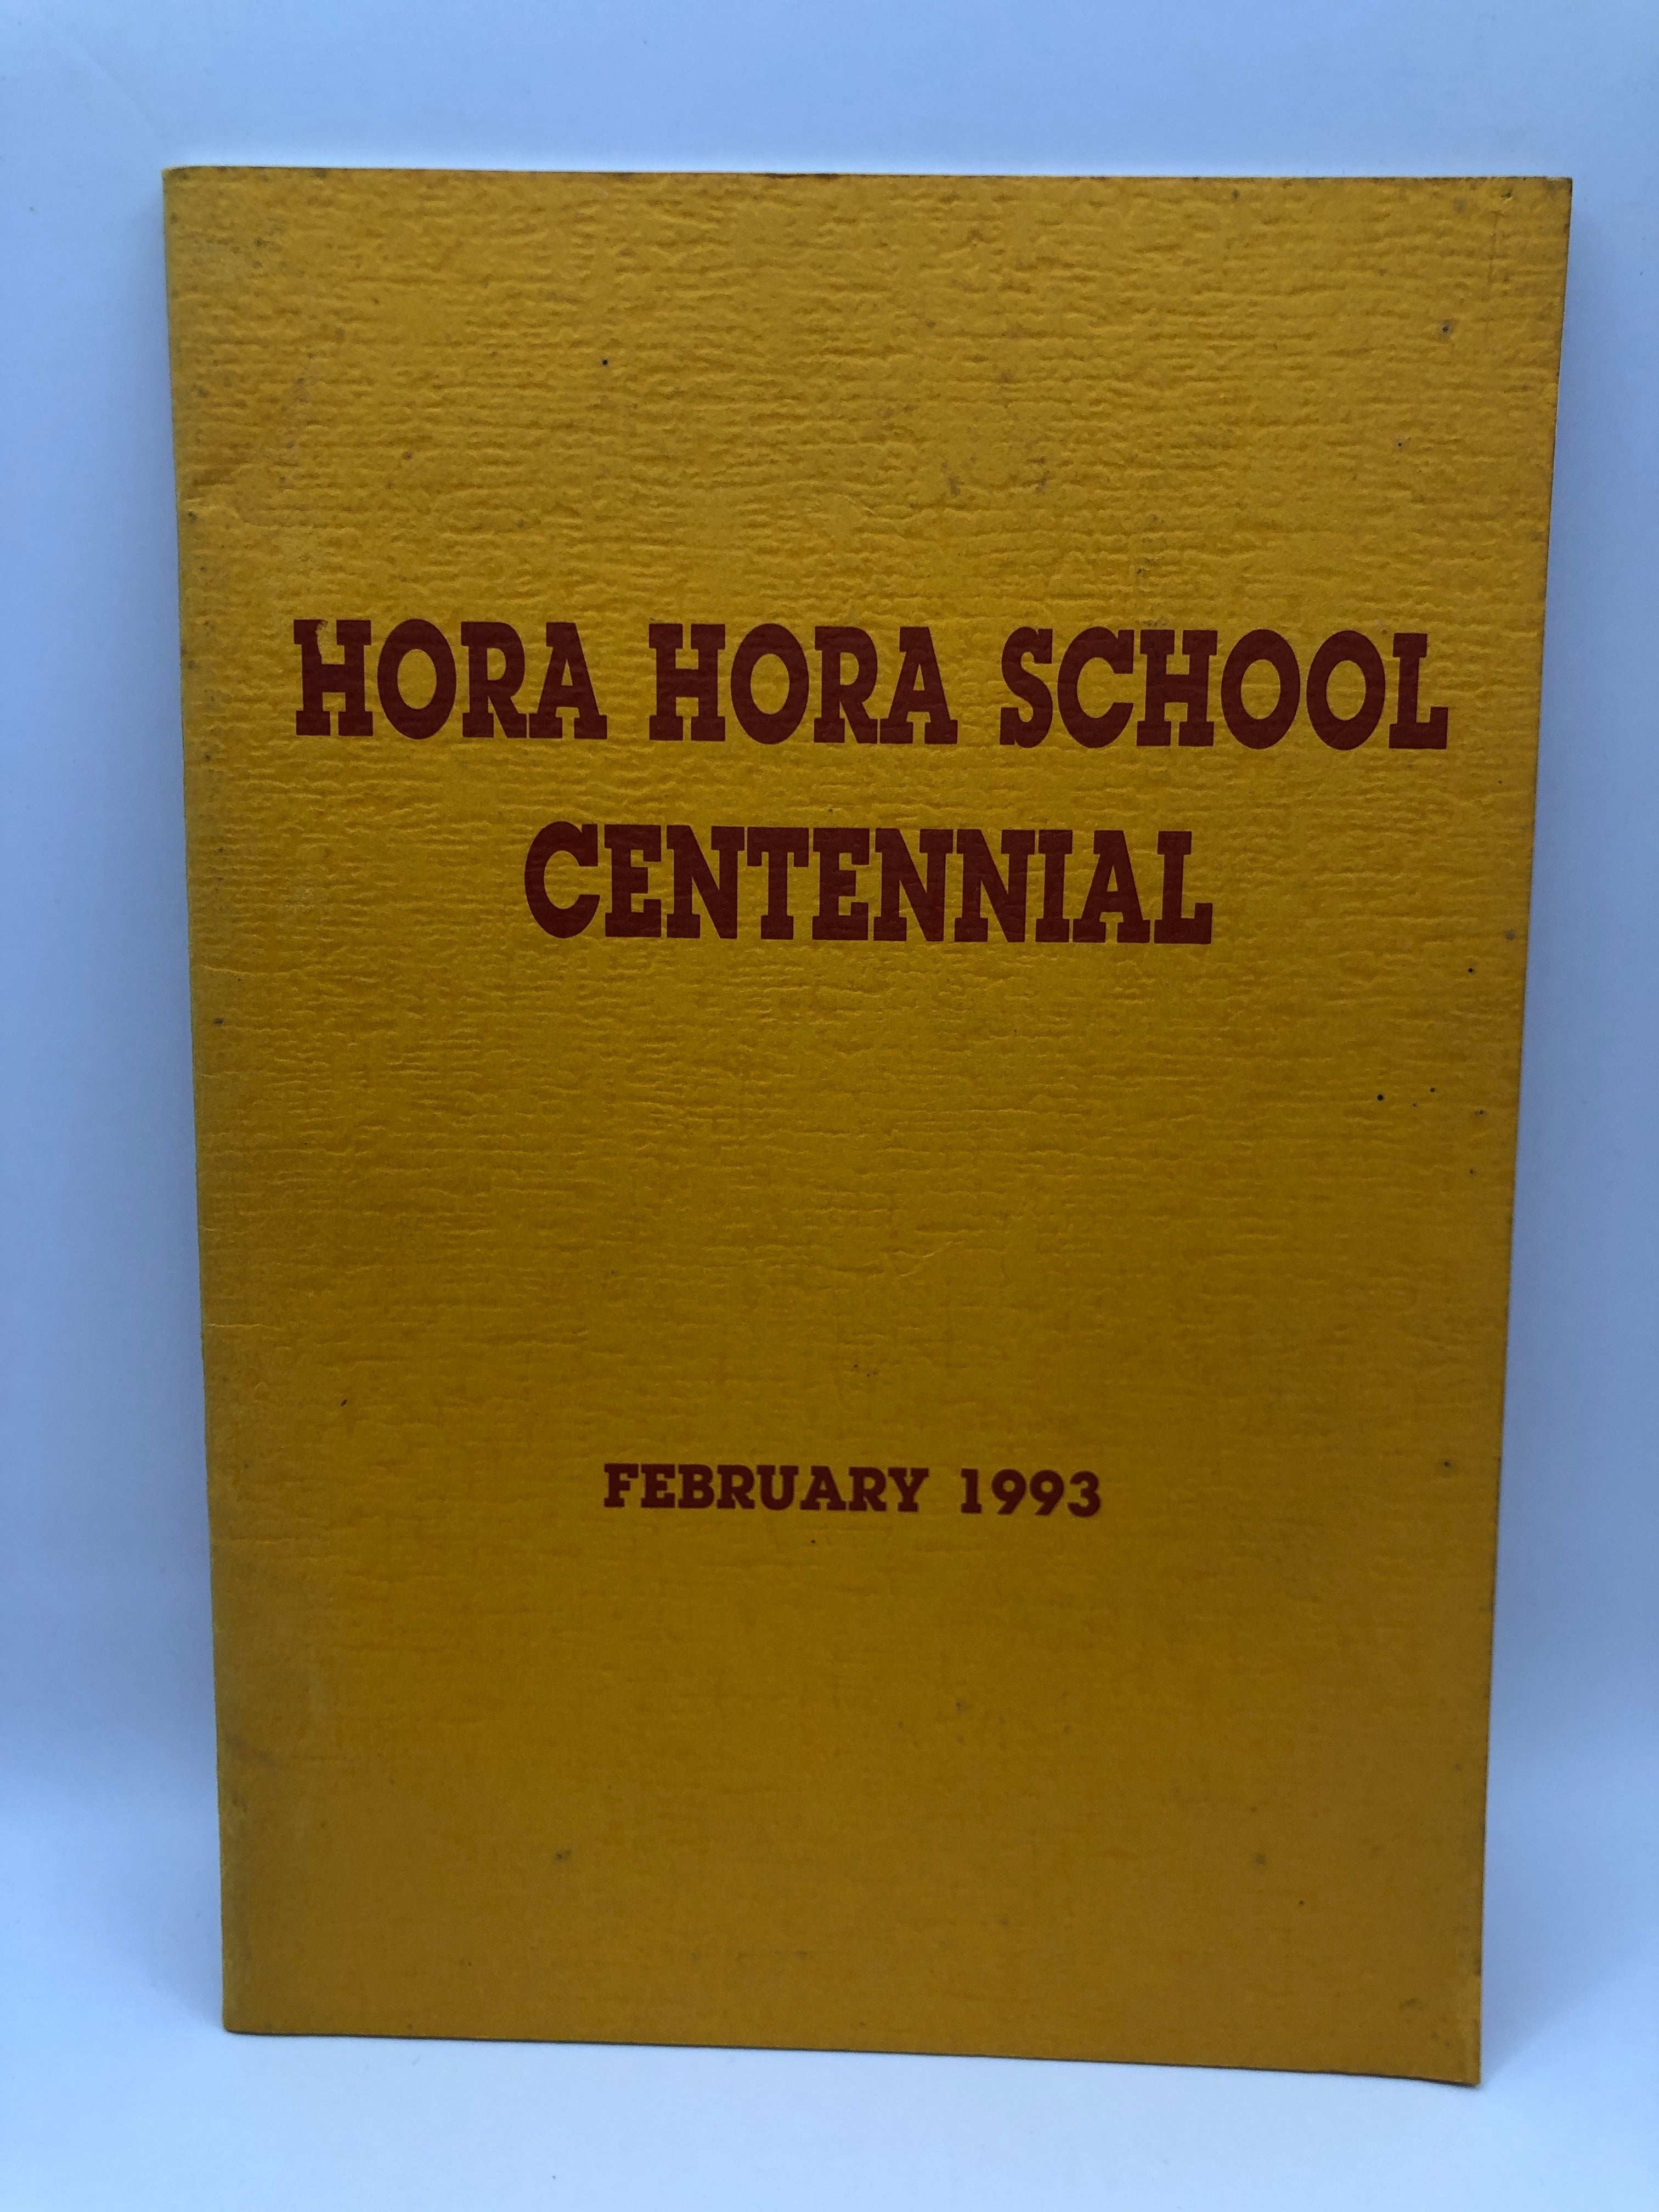 HORA HORA SCHOOL
CENTENNIAL
FEBRUARY 1993